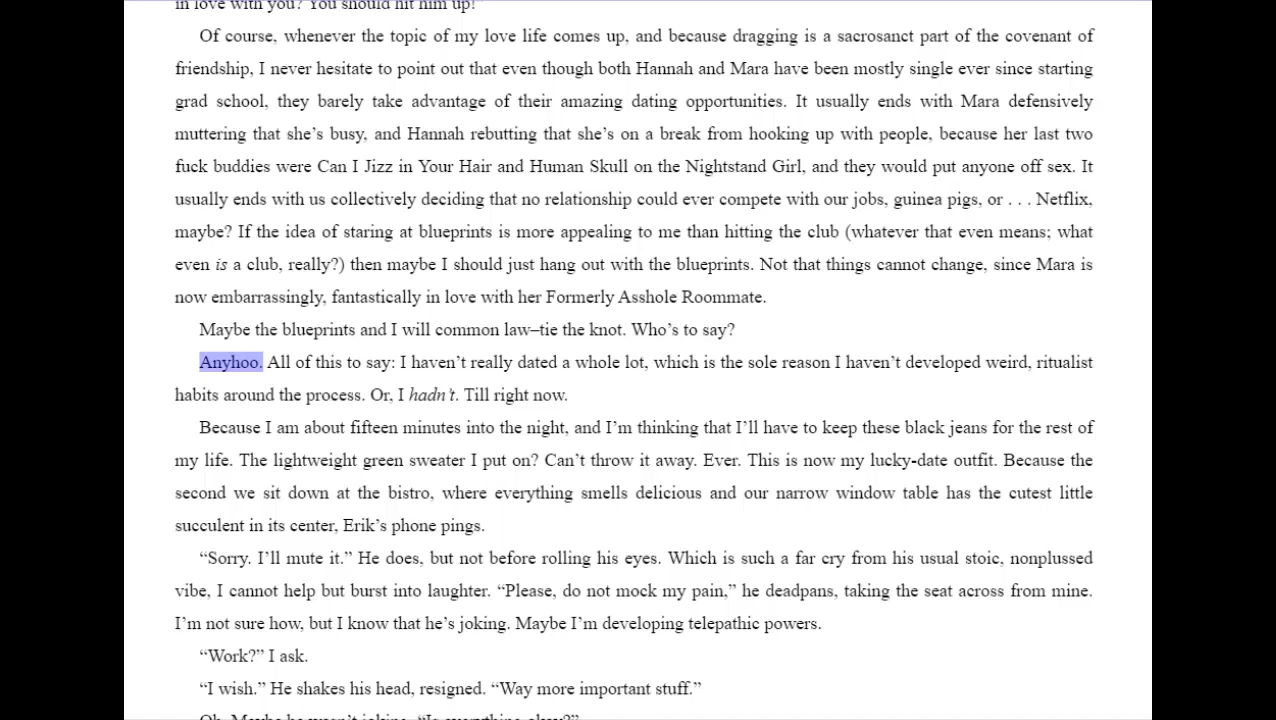 in love with you? You should hit him up!"
Of course, whenever the topic of my love life comes up, and because dragging is a sacrosanct part of the covenant of
friendship, I never hesitate to point out that even though both Hannah and Mara have been mostly single ever since starting
grad school, they barely take advantage of their amazing dating opportunities. It usually ends with Mara defensively
muttering that she’s busy, and Hannah rebutting that she’s on a break from hooking up with people, because her last two
fuck buddies were Can I Jizz in Your Hair and Human Skull on the Nightstand Girl, and they would put anyone off sex. It
usually ends with us collectively deciding that no relationship could ever compete with our jobs, guinea pigs, or . . . Netflix,
maybe? If the idea of staring at blueprints is more appealing to me than hitting the club (whatever that even means; what
even is a club, really?) then maybe I should just hang out with the blueprints. Not that things cannot change, since Mara is
now embarrassingly, fantastically in love with her Formerly Asshole Roommate.
Maybe the blueprints and I will common law–tie the knot. Who’s to say?
Anyhoo. All of this to say: I haven’t really dated a whole lot, which is the sole reason I haven’t developed weird, ritualist
habits around the process. Or, I hadn’t. Till right now.
Because I am about fifteen minutes into the night, and I’m thinking that I’ll have to keep these black jeans for the rest of
my life. The lightweight green sweater I put on? Can’t throw it away. Ever. This is now my lucky-date outfit. Because the
second we sit down at the bistro, where everything smells delicious and our narrow window table has the cutest little
succulent in its center, Erik’s phone pings.
“Sorry. I’ll mute it.” He does, but not before rolling his eyes. Which is such a far cry from his usual stoic, nonplussed
vibe, I cannot help but burst into laughter. “Please, do not mock my pain,” he deadpans, taking the seat across from mine.
I’m not sure how, but I know that he’s joking. Maybe I’m developing telepathic powers.
“Work?” I ask.
“I wish.” He shakes his head, resigned. “Way more important stuff.”
Oh. Maybe he wasn’t joking. “Is everything okay?”